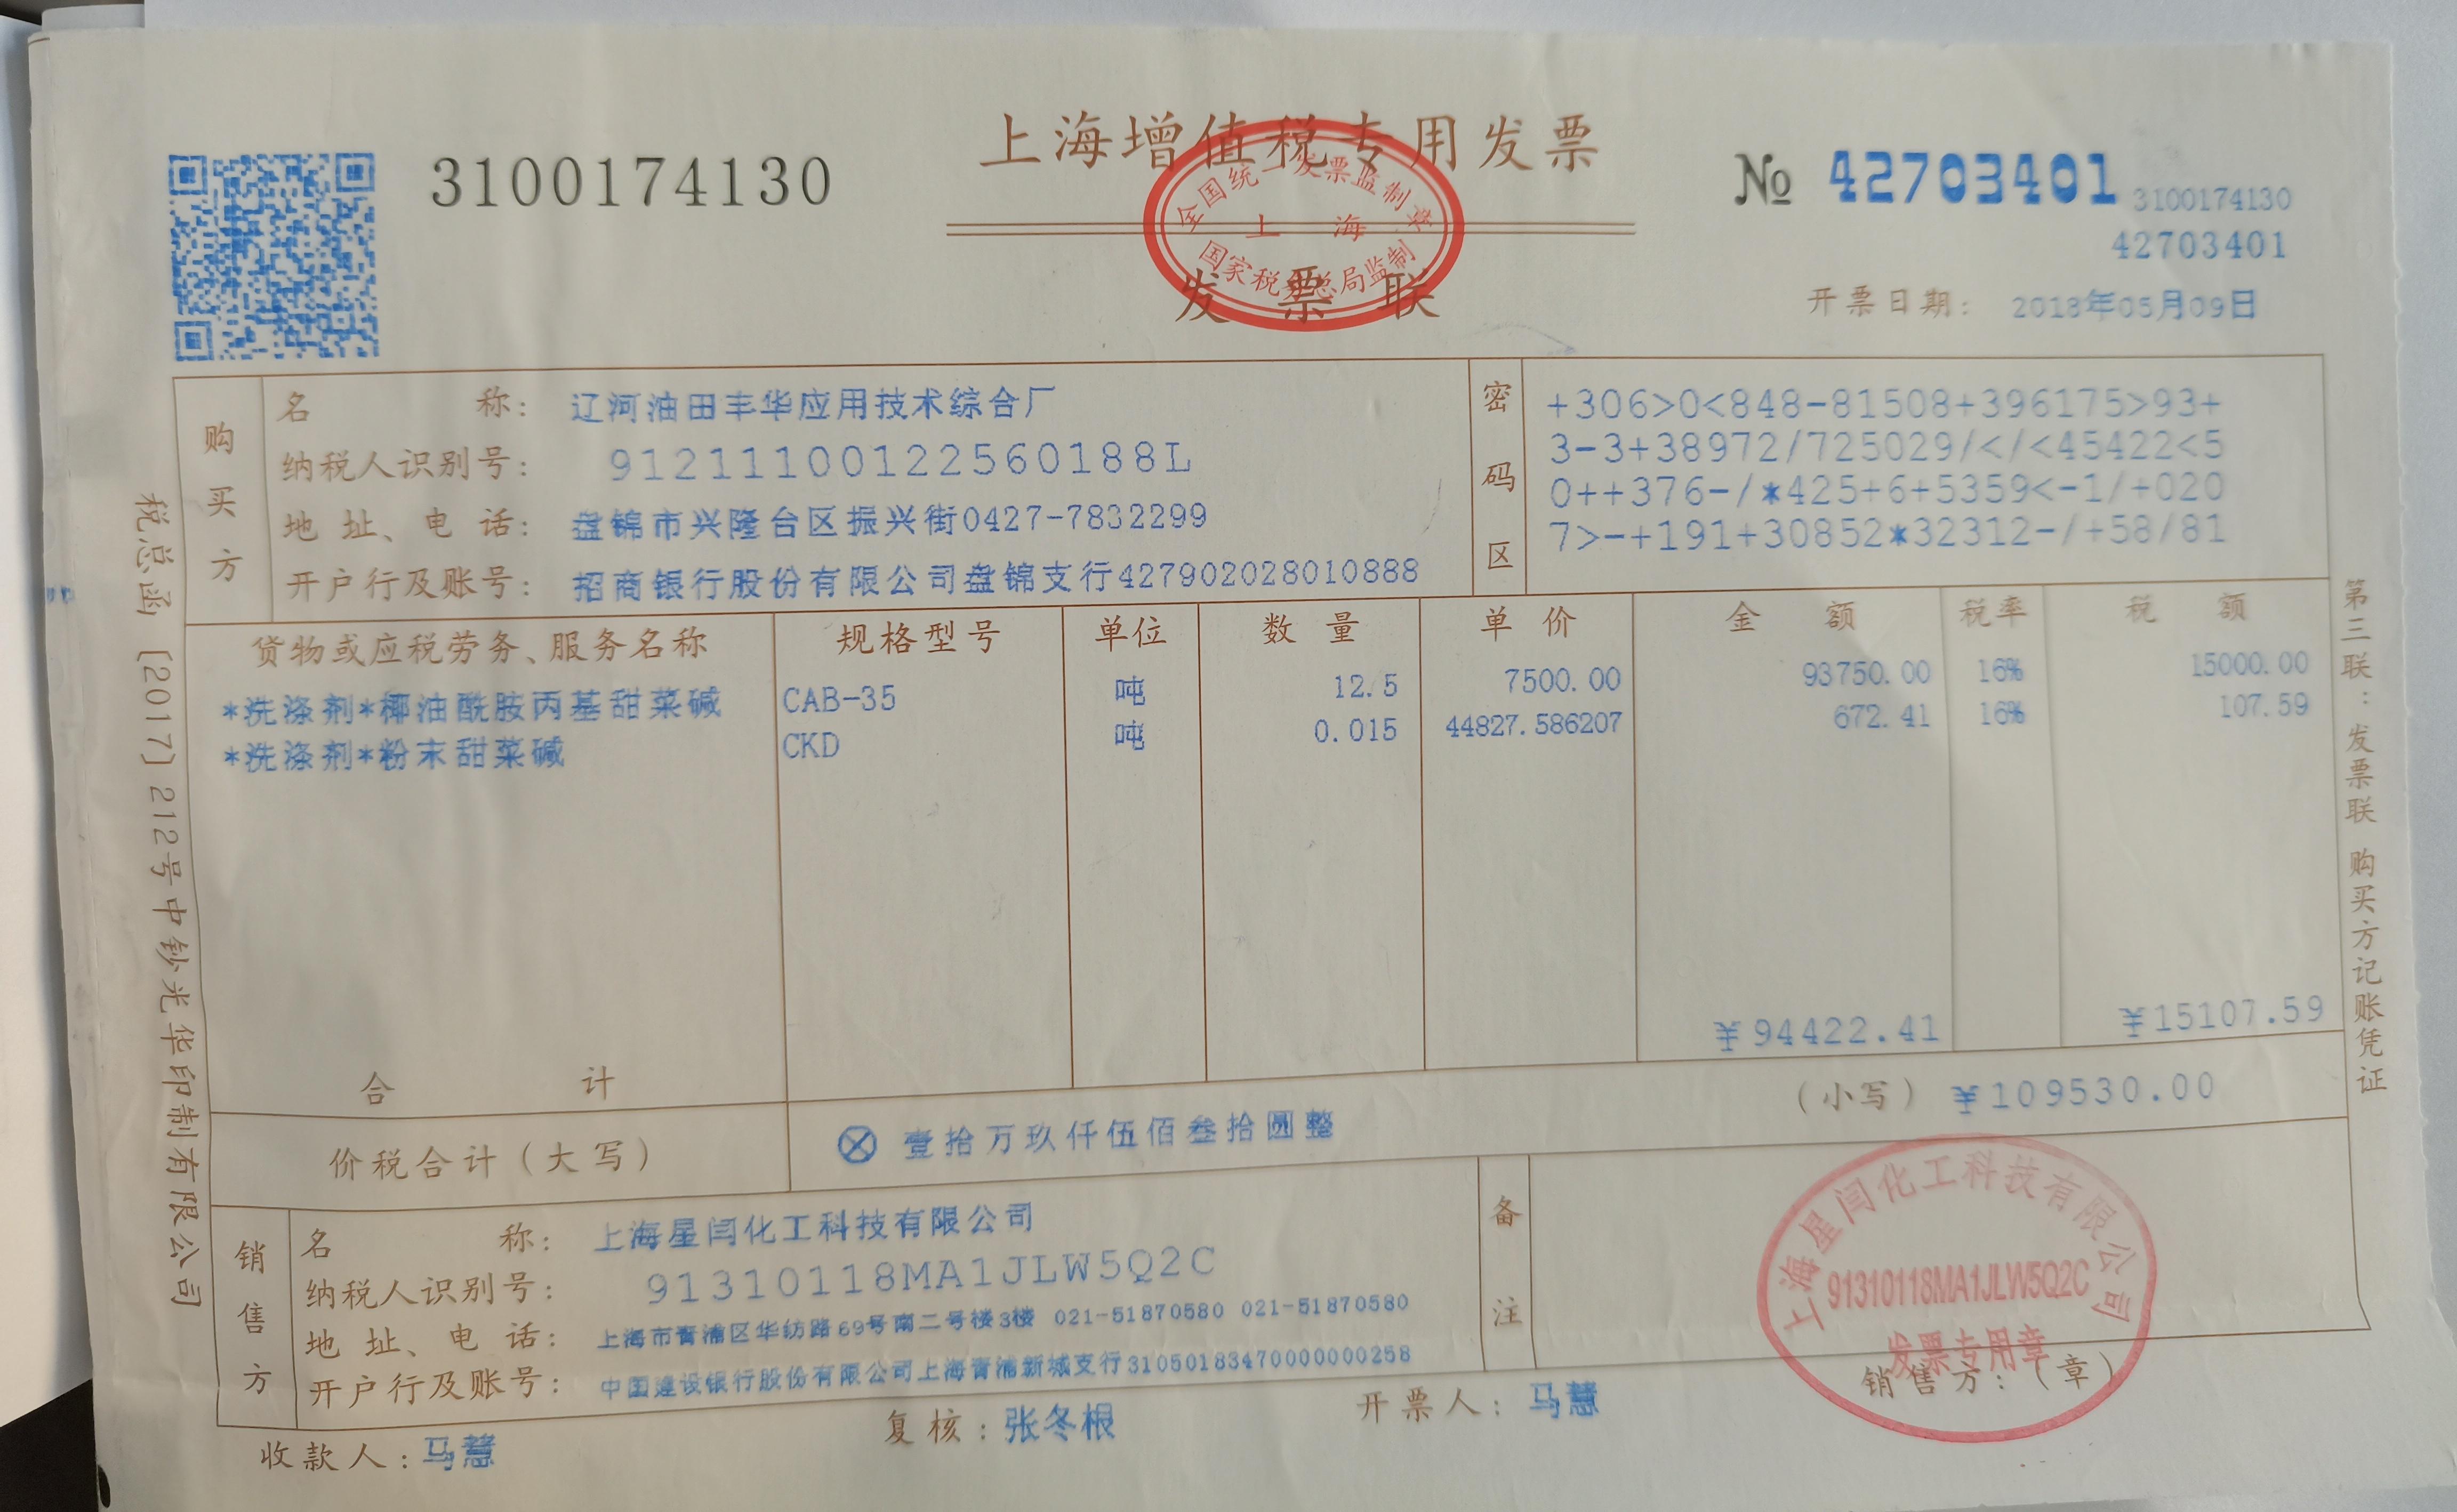 3100174130
上海增值税专用发票
全国统一发票监制章
上海
国家税务总局监制
发票联
№ 42703401
3100174130
42703401
开票日期: 2018年05月09日
税总函〔2017〕212号中钞光华印制有限公司
购买方
名称: 辽河油田丰华应用技术综合厂
纳税人识别号: 91211100122560188L
地址、电话: 盘锦市兴隆台区振兴街0427-7832299
开户行及账号: 招商银行股份有限公司盘锦支行427902028010888
密码区
+306>0<848-81508+396175>93+
3-3+38972/725029/</<45422<5
0++376-/*425+6+5359<-1/+020
7>-+191+30852*32312-/+58/81
货物或应税劳务、服务名称 规格型号 单位 数量 单价 金额 税率 税额
*洗涤剂*椰油酰胺丙基甜菜碱 CAB-35 吨 12.5 7500.00 93750.00 16% 15000.00
*洗涤剂*粉末甜菜碱 CKD 吨 0.015 44827.586207 672.41 16% 107.59
合计 ¥94422.41 ¥15107.59
价税合计(大写) ⊗ 壹拾万玖仟伍佰叁拾圆整 (小写) ¥109530.00
销售方
名称: 上海星闫化工科技有限公司
纳税人识别号: 91310118MA1JLW5Q2C
地址、电话: 上海市青浦区华纺路69号南二号楼3楼 021-51870580 021-51870580
开户行及账号: 中国建设银行股份有限公司上海青浦新城支行31050183470000000258
备注
上海星闫化工科技有限公司
91310118MA1JLW5Q2C
发票专用章
收款人: 马慧 复核: 张冬根 开票人: 马慧 销售方: (章)
第三联: 发票联 购买方记账凭证